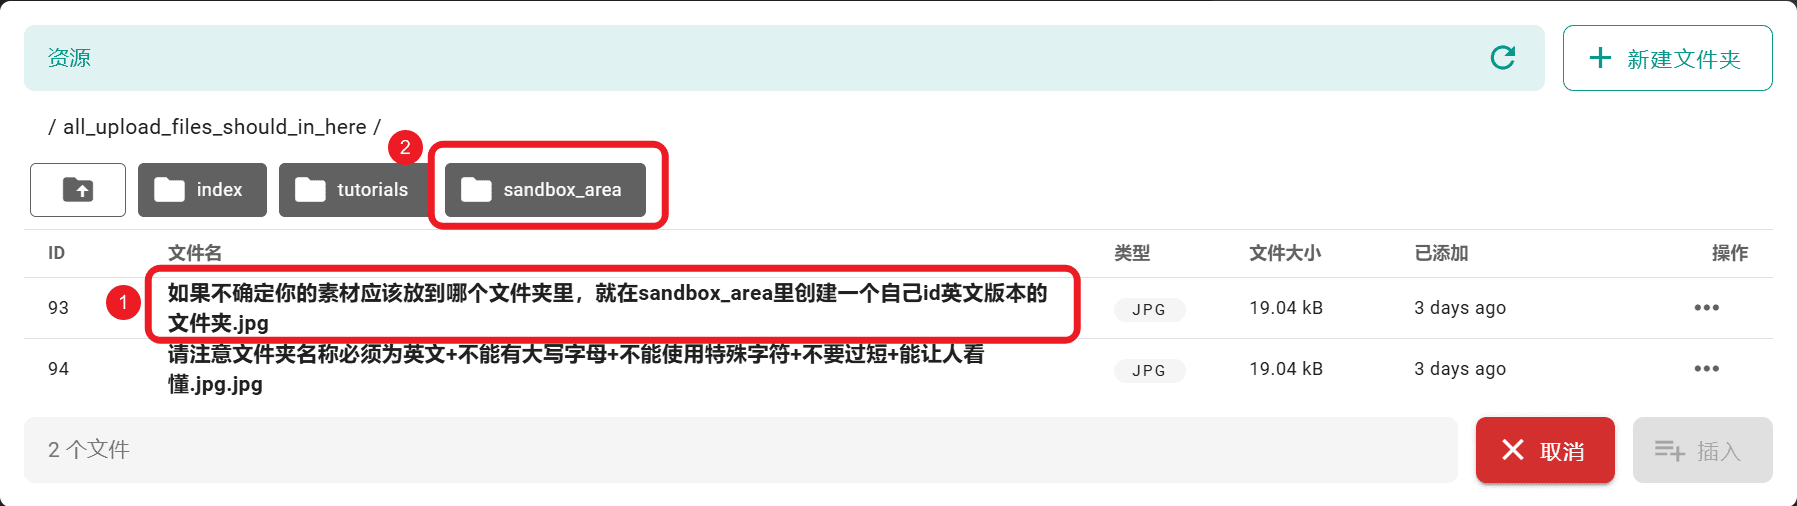 资源
新建文件夹
/ all_upload_files_should_in_here /
2
index
tutorials
sandbox_area
ID 文件名 类型 文件大小 已添加 操作
1
93 如果不确定你的素材应该放到哪个文件夹里，就在sandbox_area里创建一个自己id英文版本的
文件夹.jpg JPG 19.04 kB 3 days ago
94 请注意文件夹名称必须为英文+不能有大写字母+不能使用特殊字符+不要过短+能让人看
懂.jpg.jpg JPG 19.04 kB 3 days ago
2 个文件
取消
插入